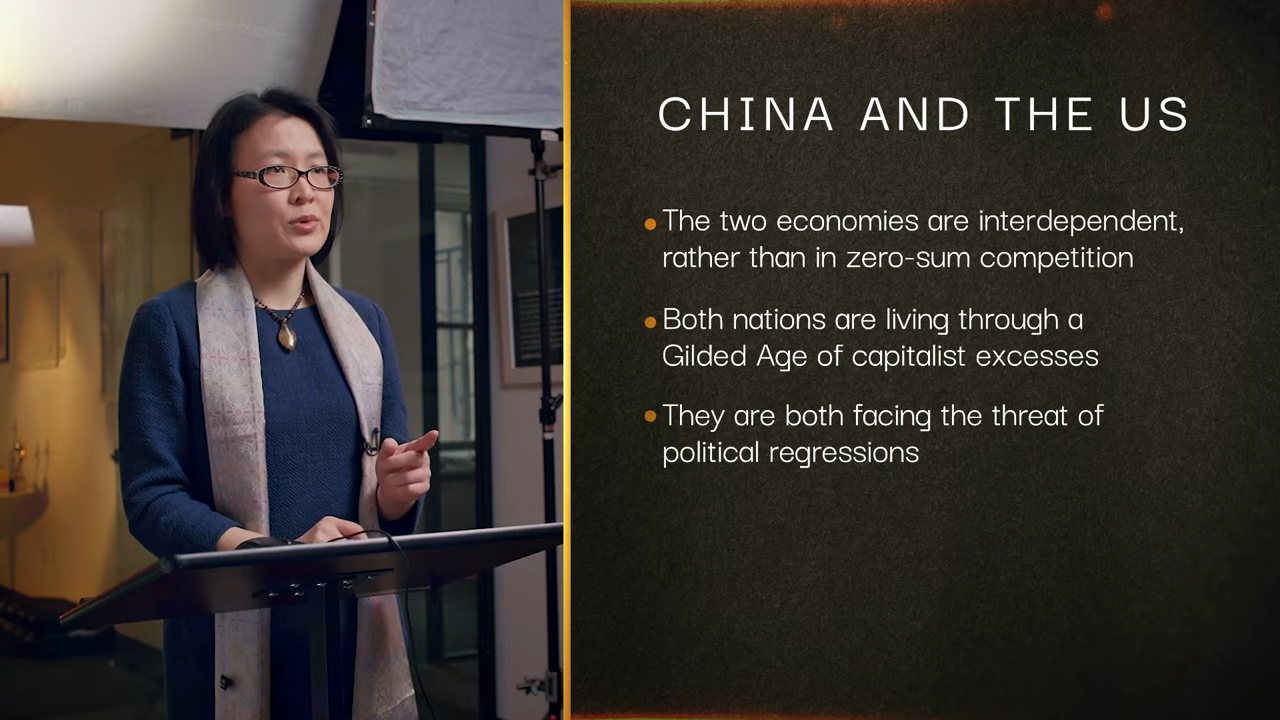 CHINA AND THE US
The two economies are interdependent,
rather than in zero-sum competition
Both nations are living through a
Gilded Age of capitalist excesses
They are both facing the threat of
political regressions